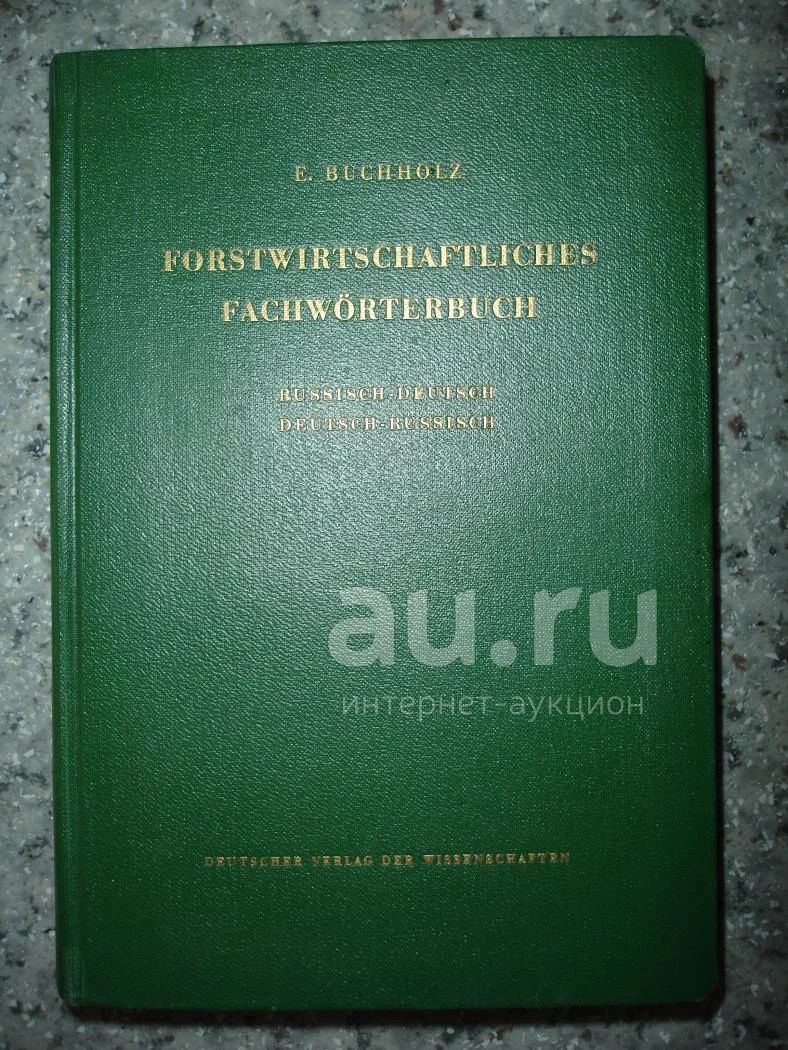 E. BUCHHOLZ
FORSTWIRTSCHAFTLICHES
FACHWÖRTERBUCH
RUSSISCH-DEUTSCH
DEUTSCH-RUSSISCH
au.ru
интернет-аукцион
DEUTSCHER VERLAG DER WISSENSCHAFTEN